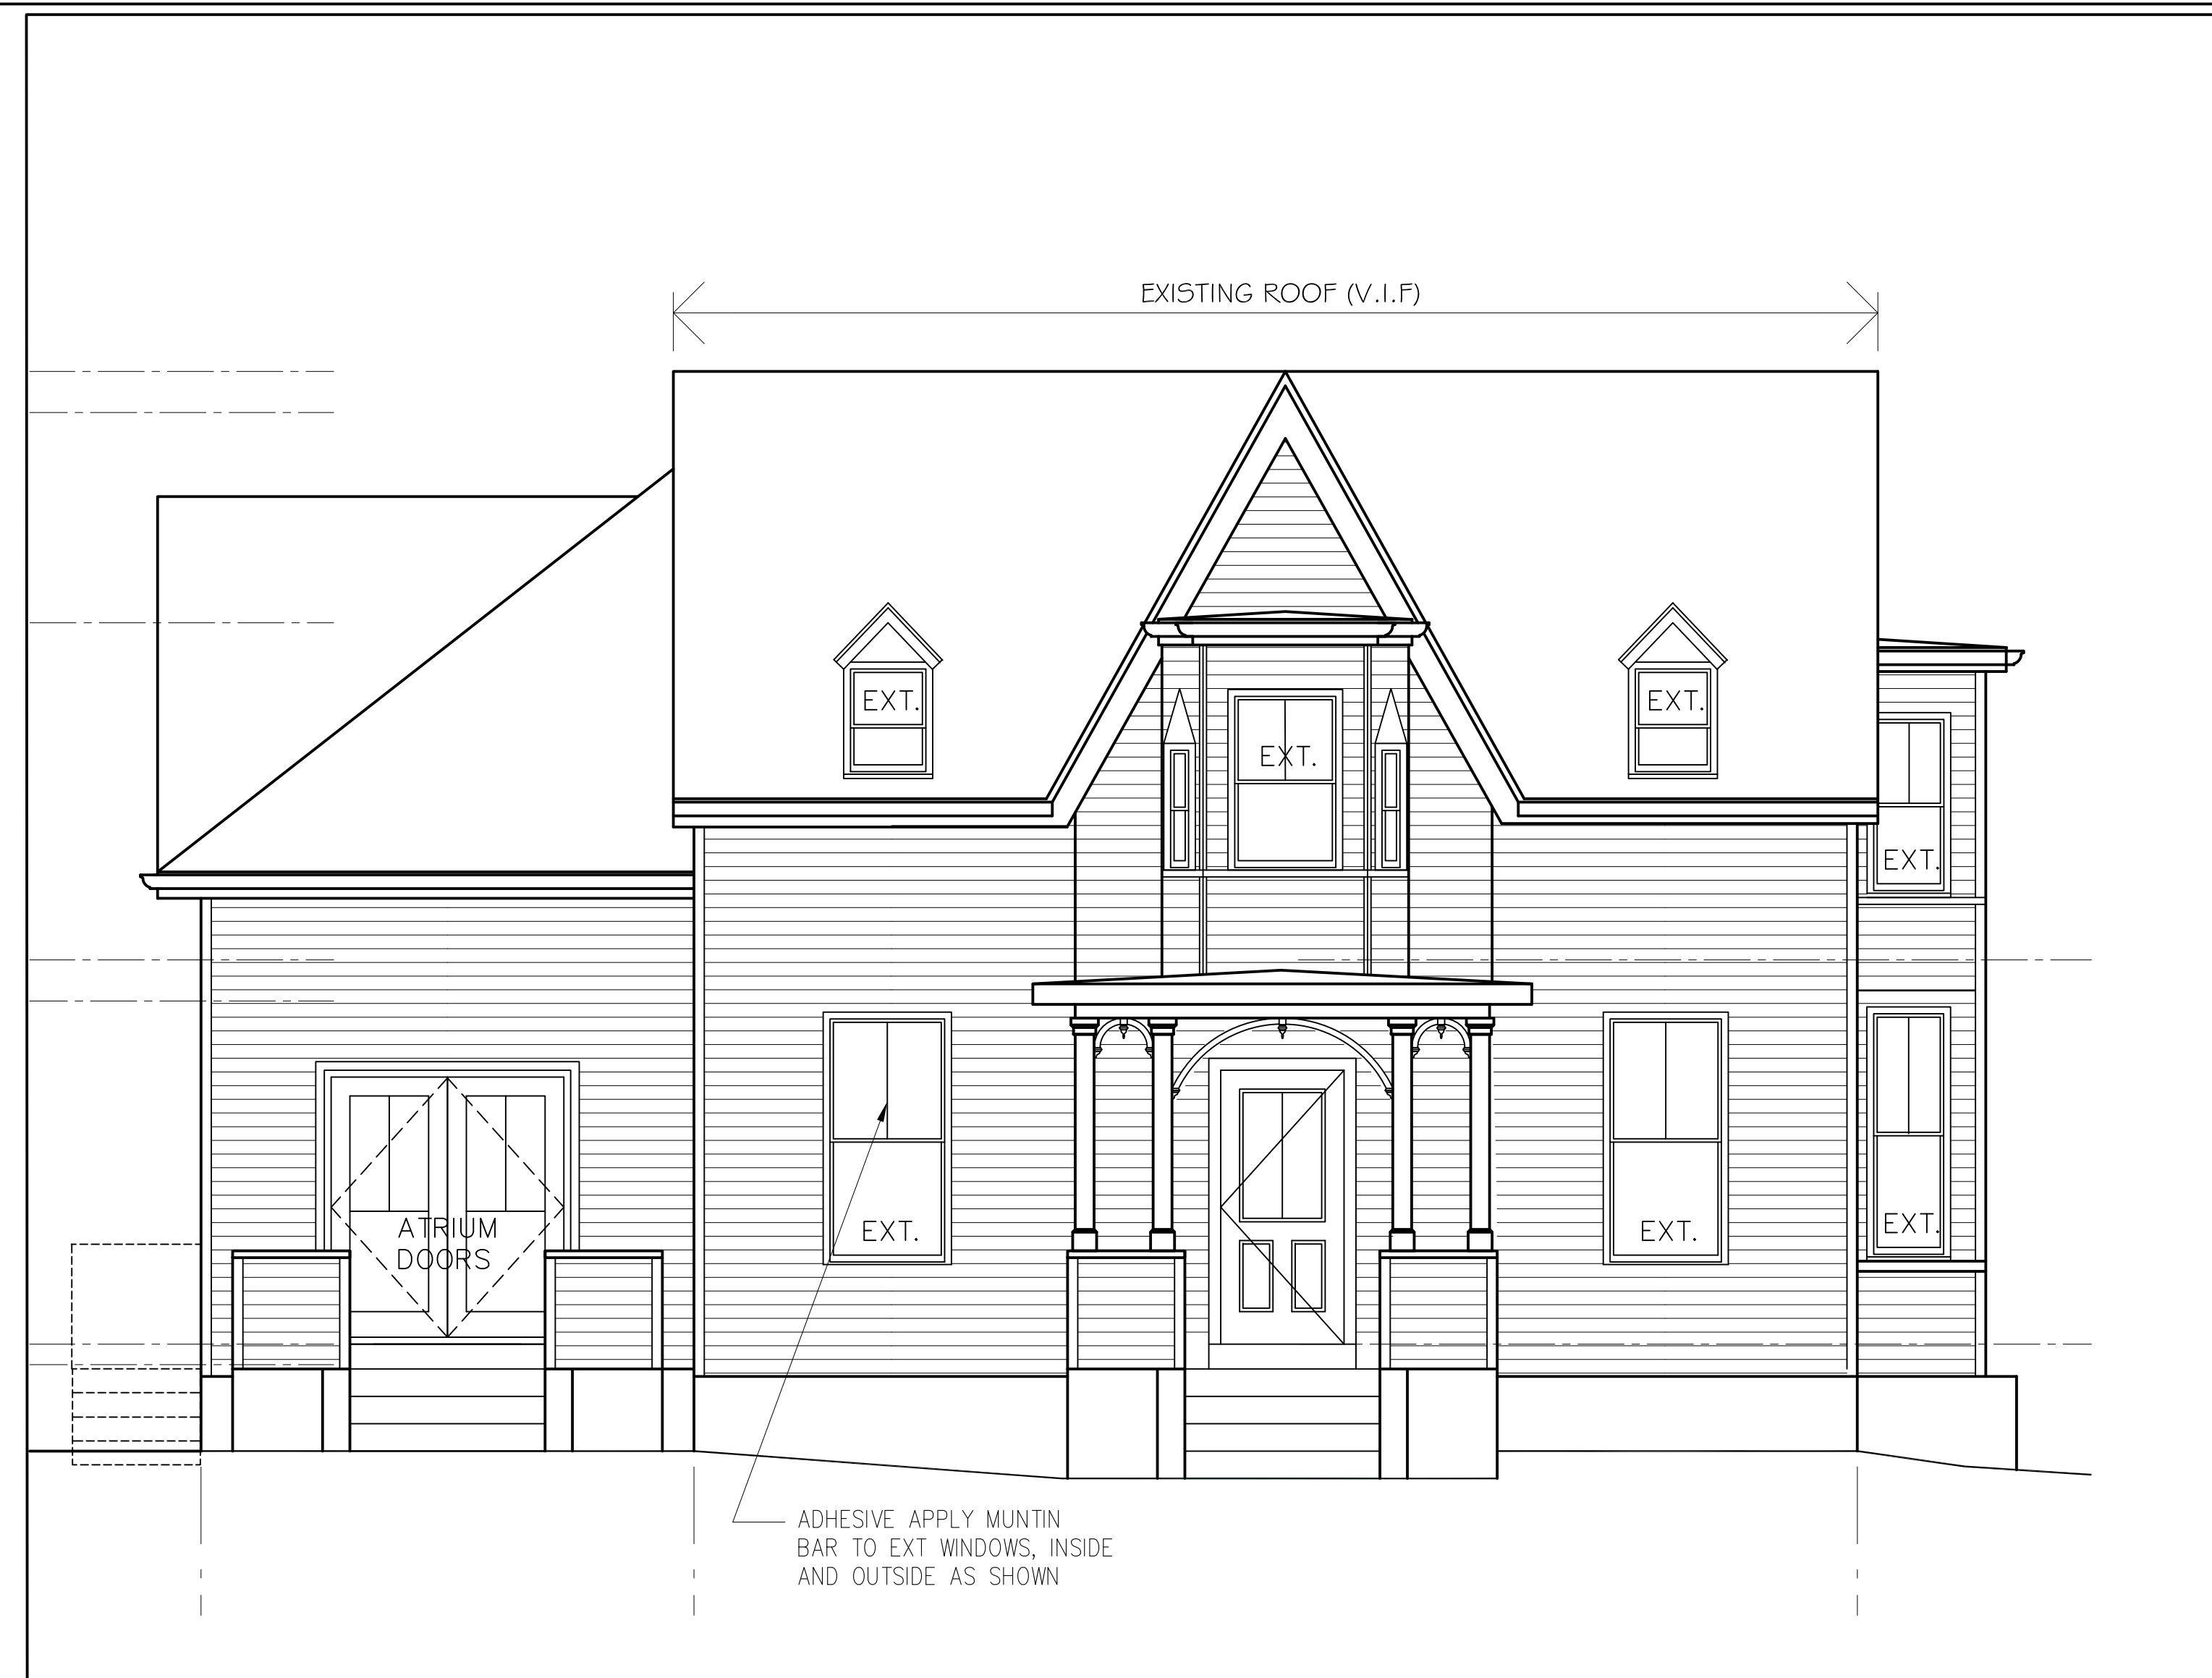 EXISTING ROOF (V.I.F)
EXT.
EXT.
EXT.
EXT.
ATRIUM
DOORS
EXT.
EXT.
EXT.
ADHESIVE APPLY MUNTIN
BAR TO EXT WINDOWS, INSIDE
AND OUTSIDE AS SHOWN